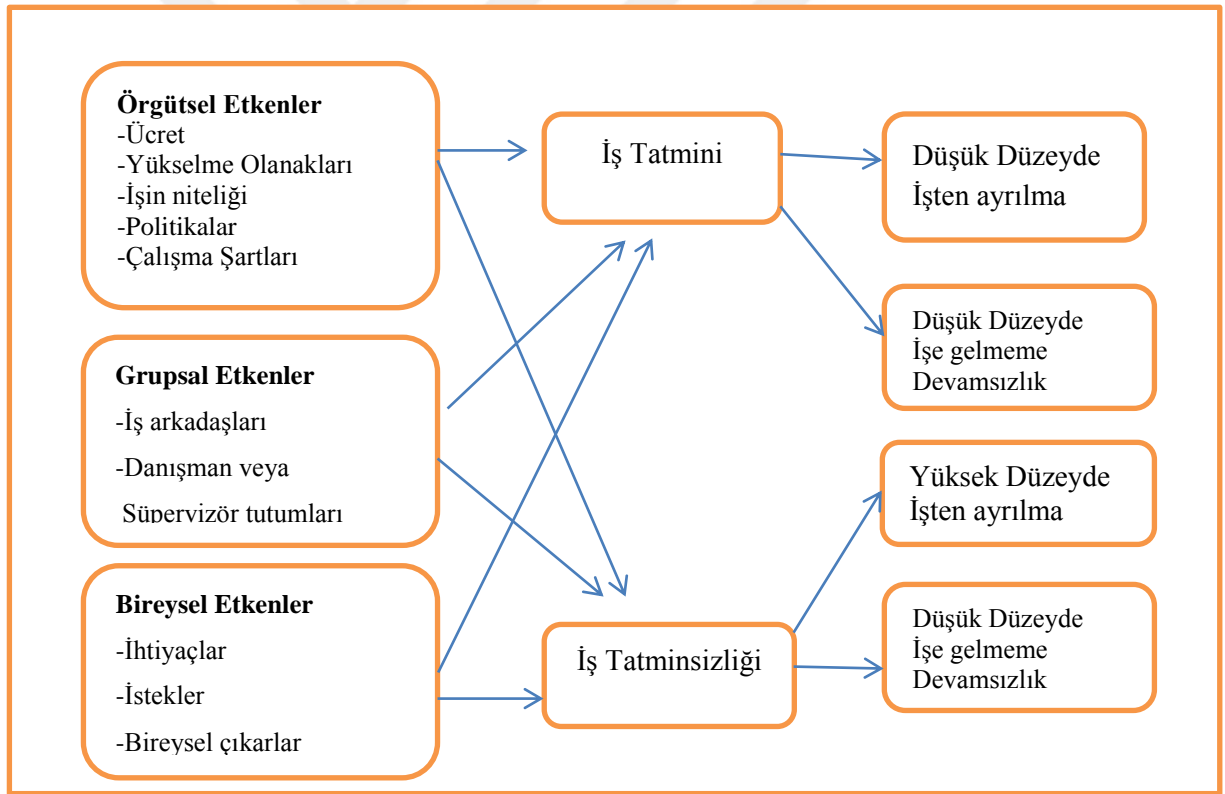 Örgütsel Etkenler
-Ücret
-Yükselme Olanakları
-İşin niteliği
-Politikalar
-Çalışma Şartları
Grupsal Etkenler
-İş arkadaşları
-Danışman veya
Süpervizör tutumları
Bireysel Etkenler
-İhtiyaçlar
-İstekler
-Bireysel çıkarlar
İş Tatmini
İş Tatminsizliği
Düşük Düzeyde
İşten ayrılma
Düşük Düzeyde
İşe gelmeme
Devamsızlık
Yüksek Düzeyde
İşten ayrılma
Düşük Düzeyde
İşe gelmeme
Devamsızlık